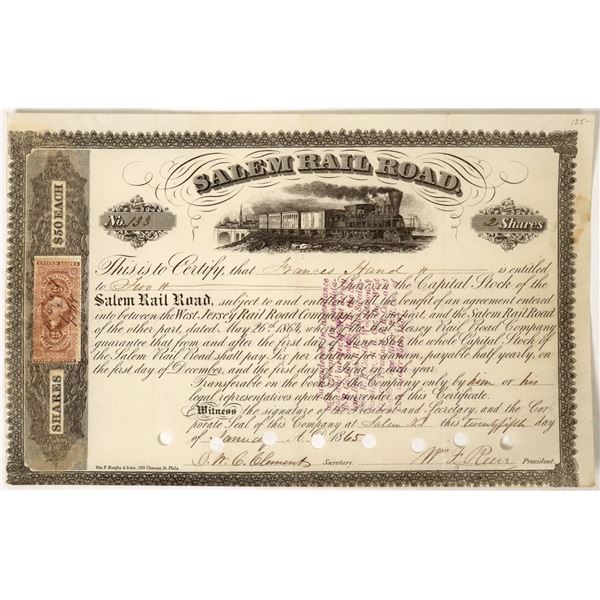 125-
SALEM RAIL ROAD.
No. 133
2 Shares
$50 EACH
SHARES
This is to Certify, that Frances Hand is entitled
to Two in the Capital Stock of the
Salem Rail Road, subject to and entitled to the benefit of an agreement entered
into between the West Jersey Rail Road Company of the one part, and the Salem Rail Road
of the other part, dated May 26th 1864, whereby the West Jersey Rail Road Company
guarantee that from and after the first day of the whole Capital Stock of
the Salem Rail Road shall pay Six per centum per annum, payable half yearly, on
the first day of December, and the first day of June in each year.
Transferable on the books of the Company only by him or his
legal representatives upon the surrender of this Certificate.
Witness the signature of the President and Secretary, and the Cor-
porate Seal of this Company at Salem N.J. this twentyfifth day
of January A.D. 1865
Secretary.
President
Wm. F. Murphy & Sons, 339 Chesnut St. Phila.